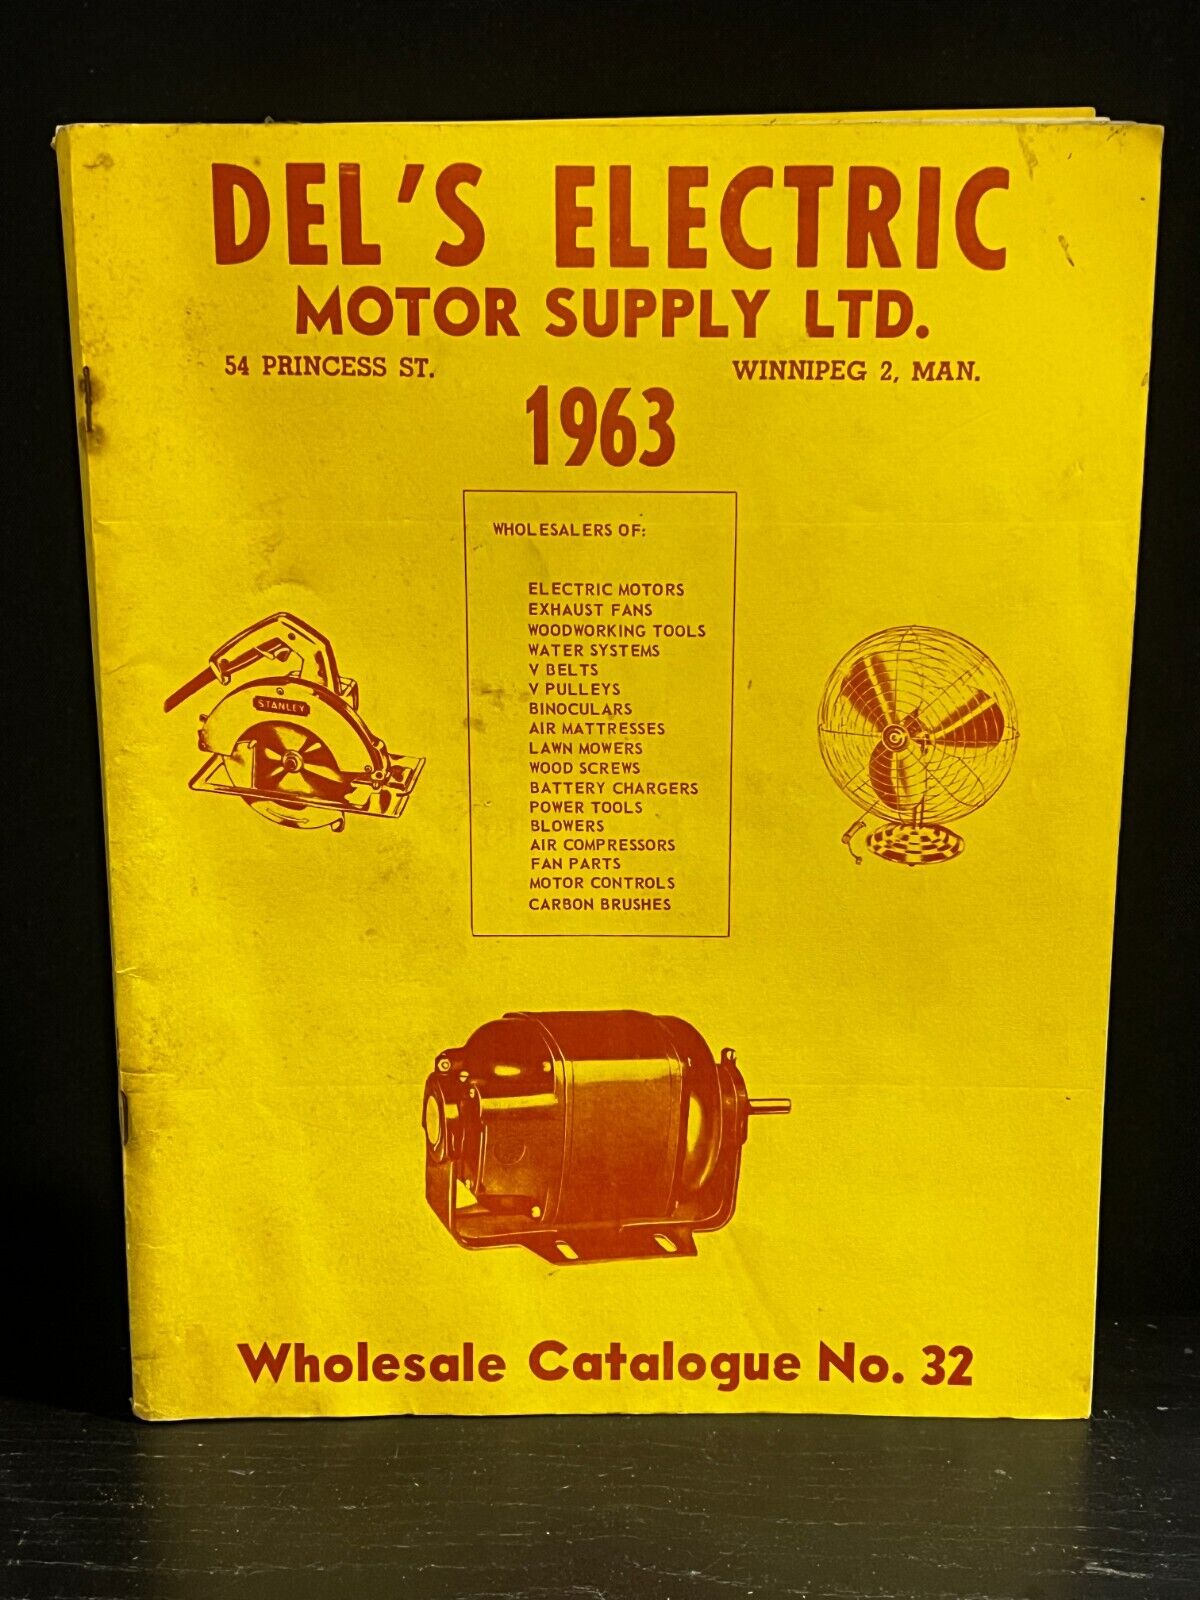 DEL'S ELECTRIC
MOTOR SUPPLY LTD.
54 PRINCESS ST. WINNIPEG 2, MAN.
1963
WHOLESALERS OF:
ELECTRIC MOTORS
EXHAUST FANS
WOODWORKING TOOLS
WATER SYSTEMS
V BELTS
V PULLEYS
BINOCULARS
AIR MATTRESSES
LAWN MOWERS
WOOD SCREWS
BATTERY CHARGERS
POWER TOOLS
BLOWERS
AIR COMPRESSORS
FAN PARTS
MOTOR CONTROLS
CARBON BRUSHES
STANLEY
Wholesale Catalogue No. 32